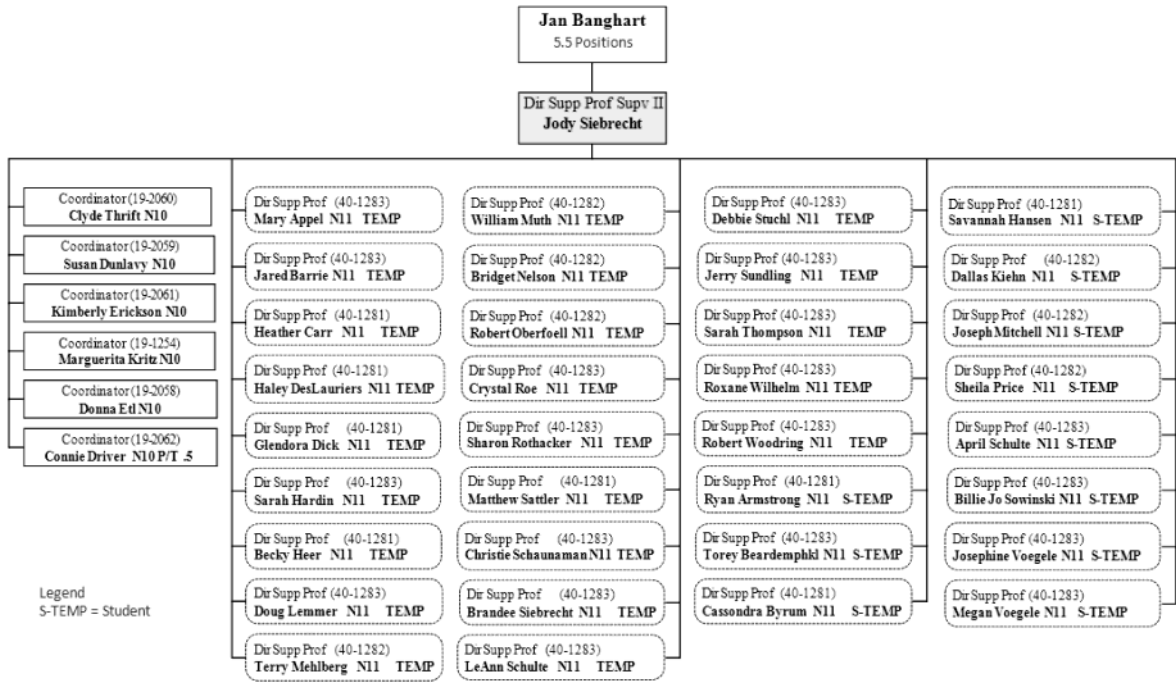 Jan Banghart
5.5 Positions
Dir Supp Prof Supv II
Jody Siebrecht
Coordinator (19-2060)
Clyde Thrift N10
Coordinator (19-2059)
Susan Dunlavy N10
Coordinator (19-2061)
Kimberly Erickson N10
Coordinator (19-1254)
Marguerita Kritz N10
Coordinator (19-2058)
Donna Etl N10
Coordinator (19-2062)
Connie Driver N10 P/T .5
Dir Supp Prof (40-1283)
Mary Appel N11 TEMP
Dir Supp Prof (40-1283)
Jared Barrie N11 TEMP
Dir Supp Prof (40-1281)
Heather Carr N11 TEMP
Dir Supp Prof (40-1281)
Haley DesLauriers N11 TEMP
Dir Supp Prof (40-1281)
Glendora Dick N11 TEMP
Dir Supp Prof (40-1283)
Sarah Hardin N11 TEMP
Dir Supp Prof (40-1281)
Becky Heer N11 TEMP
Dir Supp Prof (40-1283)
Doug Lemmer N11 TEMP
Dir Supp Prof (40-1282)
Terry Mehlberg N11 TEMP
Dir Supp Prof (40-1282)
William Muth N11 TEMP
Dir Supp Prof (40-1282)
Bridget Nelson N11 TEMP
Dir Supp Prof (40-1282)
Robert Oberfoell N11 TEMP
Dir Supp Prof (40-1283)
Crystal Roe N11 TEMP
Dir Supp Prof (40-1283)
Sharon Rothacker N11 TEMP
Dir Supp Prof (40-1281)
Matthew Sattler N11 TEMP
Dir Supp Prof (40-1283)
Christie Schaunaman N11 TEMP
Dir Supp Prof (40-1283)
Brandee Siebrecht N11 TEMP
Dir Supp Prof (40-1283)
LeAnn Schulte N11 TEMP
Dir Supp Prof (40-1283)
Debbie Stuchl N11 TEMP
Dir Supp Prof (40-1283)
Jerry Sundling N11 TEMP
Dir Supp Prof (40-1283)
Sarah Thompson N11 TEMP
Dir Supp Prof (40-1283)
Roxane Wilhelm N11 TEMP
Dir Supp Prof (40-1283)
Robert Woodring N11 TEMP
Dir Supp Prof (40-1281)
Ryan Armstrong N11 S-TEMP
Dir Supp Prof (40-1283)
Torey Beardemphkl N11 S-TEMP
Dir Supp Prof (40-1281)
Cassondra Byrum N11 S-TEMP
Dir Supp Prof (40-1281)
Savannah Hansen N11 S-TEMP
Dir Supp Prof (40-1282)
Dallas Kiehn N11 S-TEMP
Dir Supp Prof (40-1282)
Joseph Mitchell N11 S-TEMP
Dir Supp Prof (40-1282)
Sheila Price N11 S-TEMP
Dir Supp Prof (40-1283)
April Schulte N11 S-TEMP
Dir Supp Prof (40-1283)
Billie Jo Sowinski N11 S-TEMP
Dir Supp Prof (40-1283)
Josephine Voegele N11 S-TEMP
Dir Supp Prof (40-1283)
Megan Voegele N11 S-TEMP
Legend
S-TEMP = Student